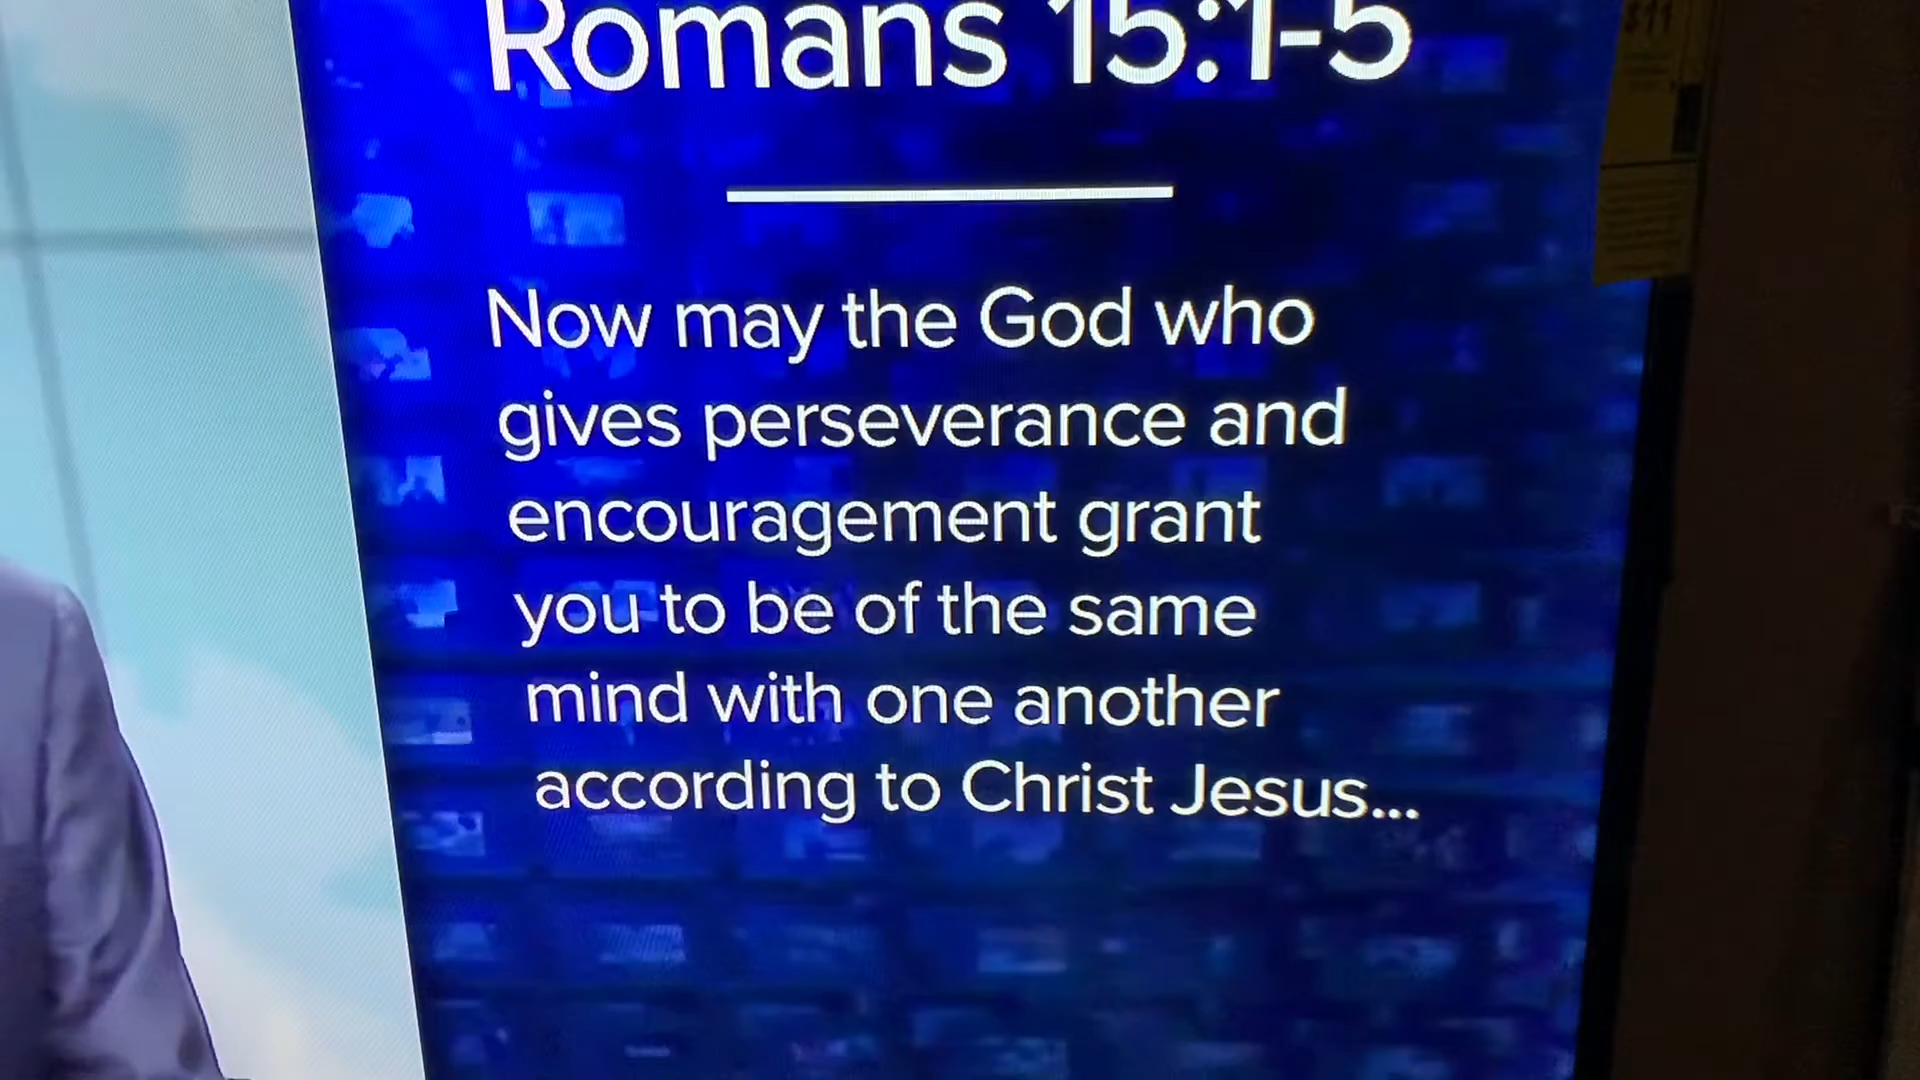 Romans 15:1-5
Now may the God who
gives perseverance and
encouragement grant
you to be of the same
mind with one another
according to Christ Jesus...